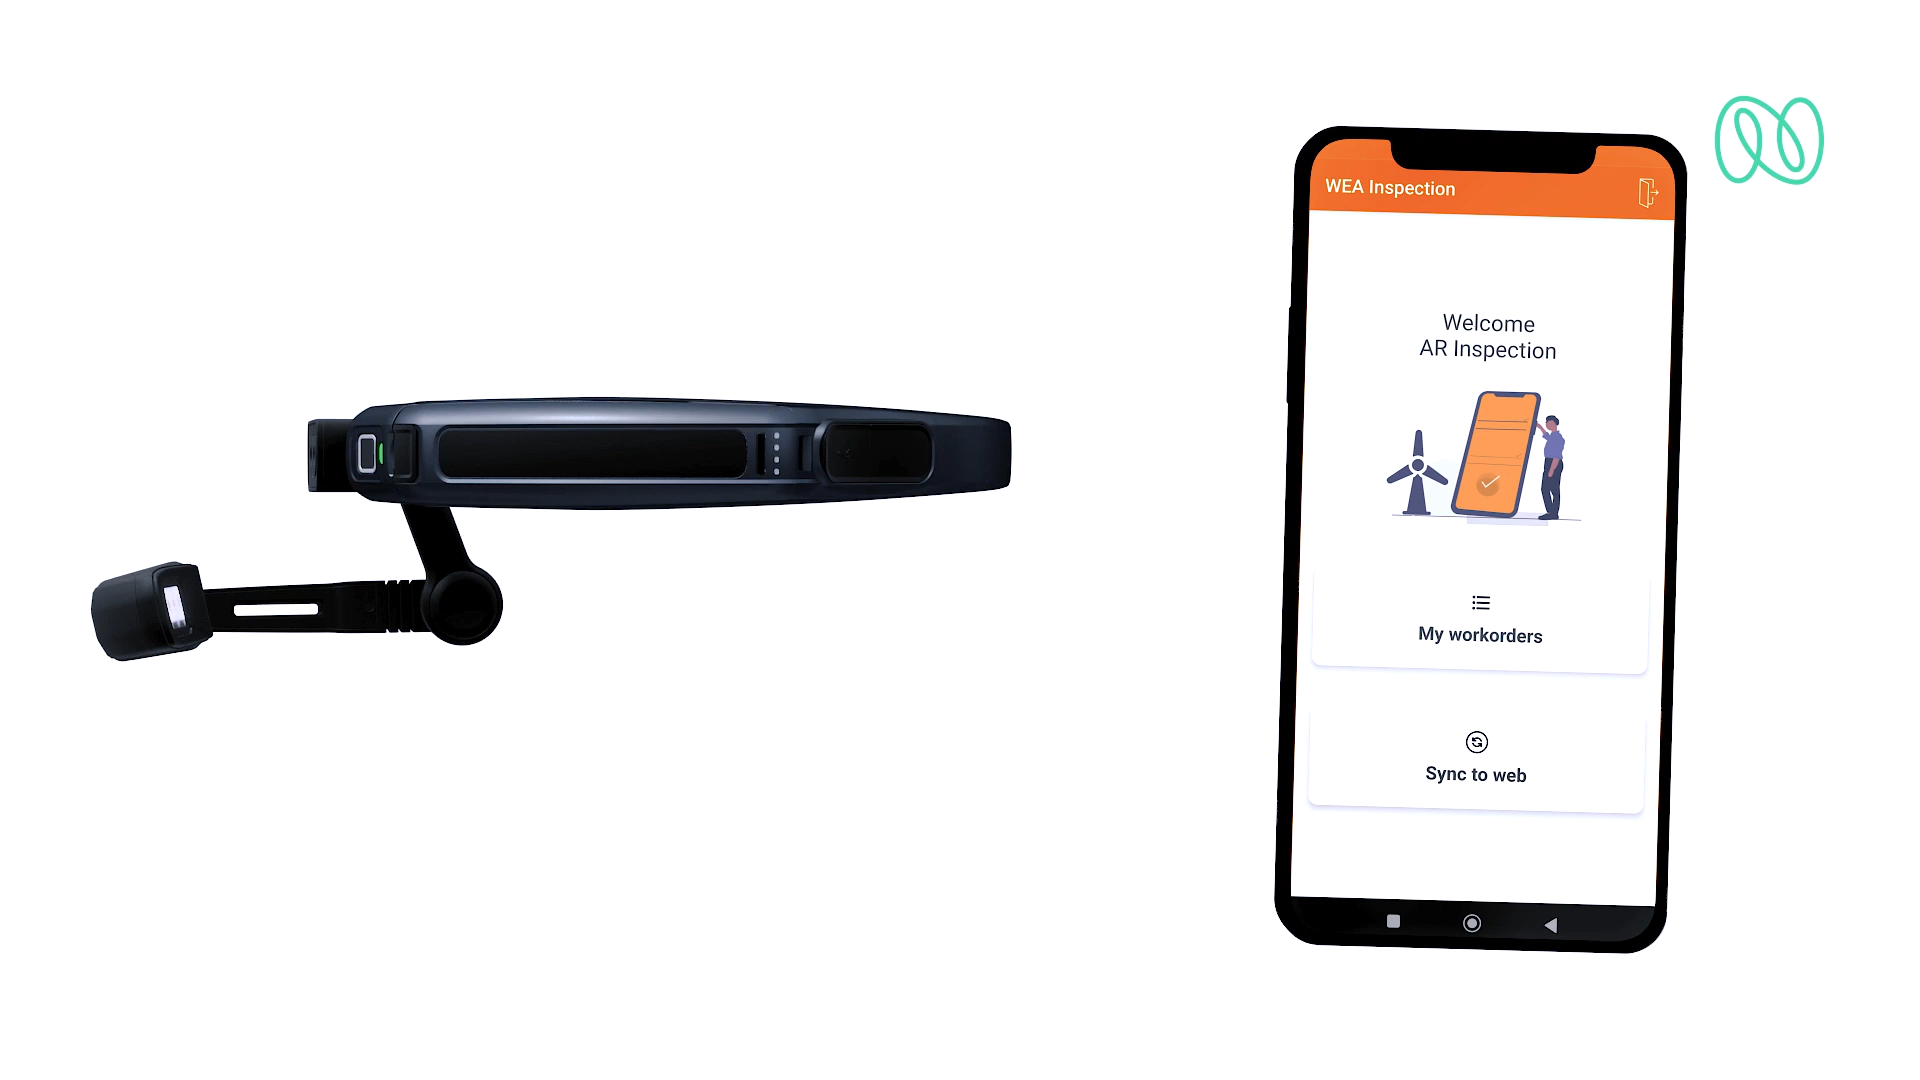 WEA Inspection
Welcome
AR Inspection
My workorders
Sync to web